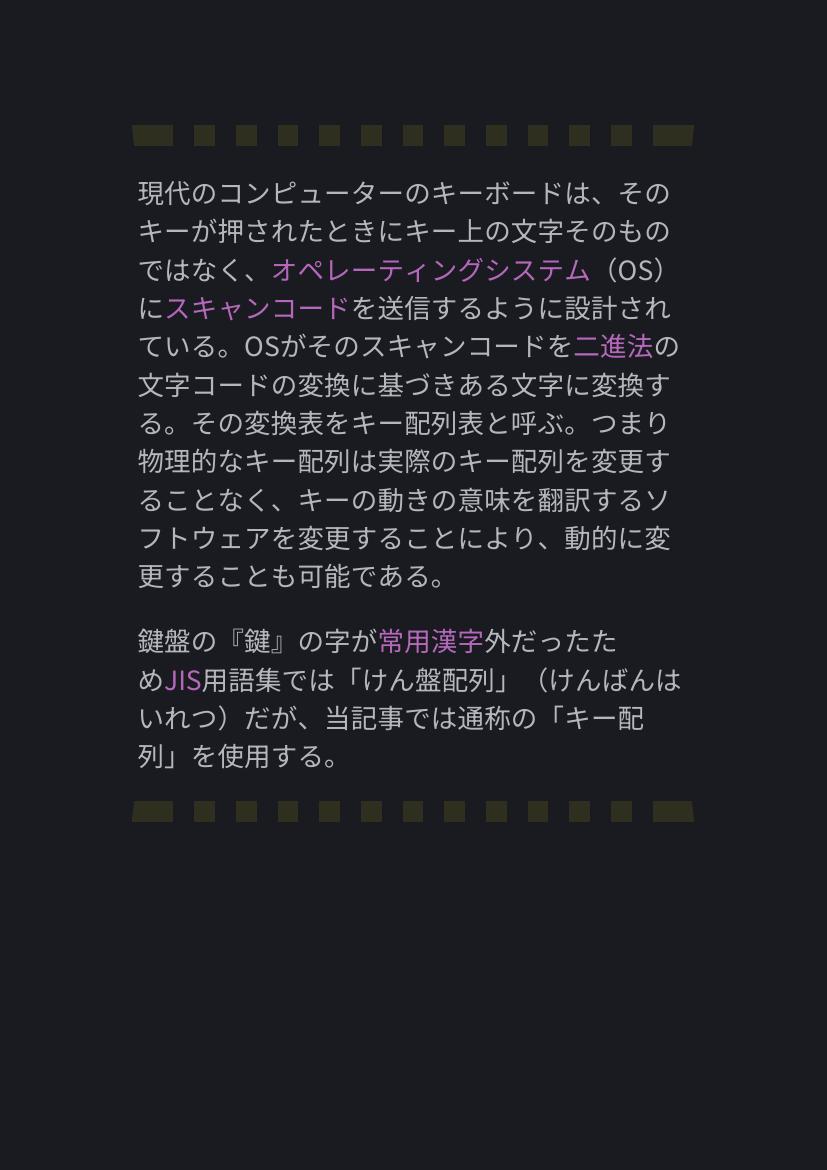 現代のコンピューターのキーボードは、その
キーが押されたときにキー上の文字そのもの
ではなく、オペレーティングシステム（OS）
にスキャンコードを送信するように設計され
ている。OSがそのスキャンコードを二進法の
文字コードの変換に基づきある文字に変換す
る。その変換表をキー配列表と呼ぶ。つまり
物理的なキー配列は実際のキー配列を変更す
ることなく、キーの動きの意味を翻訳するソ
フトウェアを変更することにより、動的に変
更することも可能である。
鍵盤の『鍵』の字が常用漢字外だったた
めJIS用語集では「けん盤配列」（けんばんは
いれつ）だが、当記事では通称の「キー配
列」を使用する。